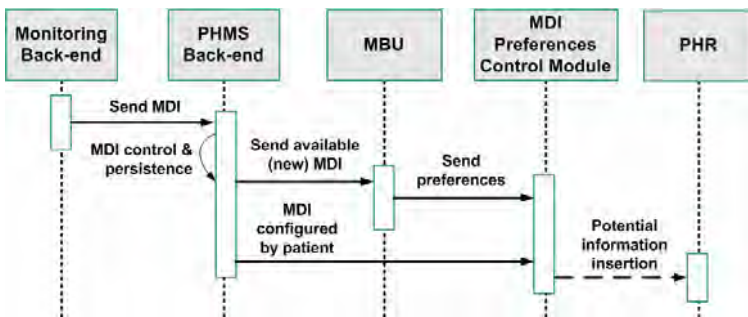 Monitoring
Back-end
PHMS
Back-end
MBU
MDI
Preferences
Control Module
PHR
Send MDI
MDI control &
persistence
Send available
(new) MDI
Send
preferences
MDI
configured
by patient
Potential
information
insertion